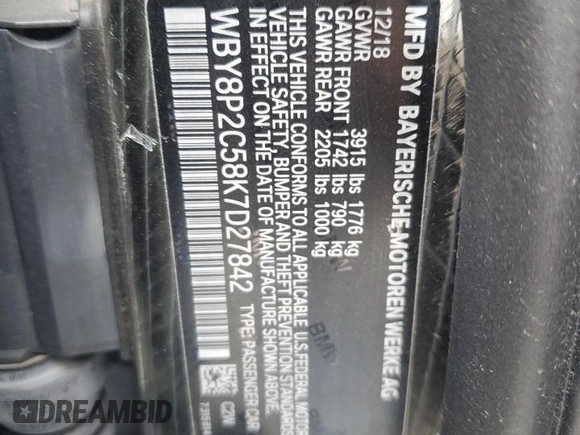 MFD BY BAYERISCHE MOTOREN WERKE AG
12/18
GVWR 3915 lbs 1776 kg
GAWR FRONT 1742 lbs 790 kg
GAWR REAR 2205 lbs 1000 kg
THIS VEHICLE CONFORMS TO ALL APPLICABLE U.S. FEDERAL MOTOR
VEHICLE SAFETY, BUMPER AND THEFT PREVENTION STANDARDS
IN EFFECT ON THE DATE OF MANUFACTURE SHOWN ABOVE.
WBY8P2C58K7D27842 TYPE: PASSENGER CAR
BMW
DREAMBID